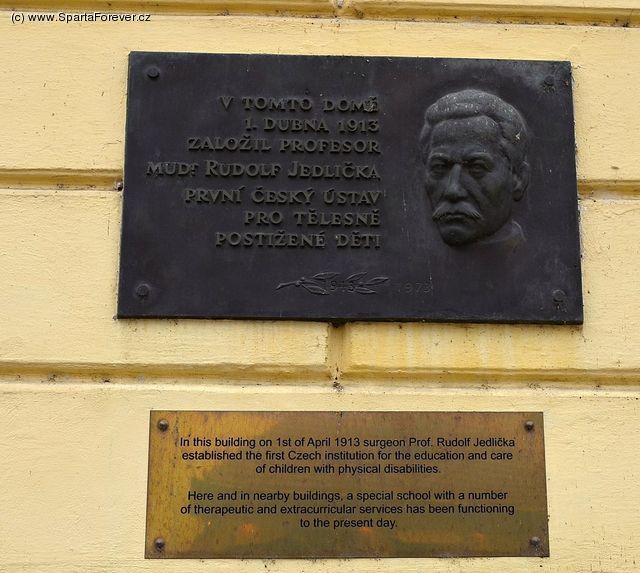 (c) www.SpartaForever.cz
V TOMTO DOMĚ
1. DUBNA 1913
ZALOŽIL PROFESOR
MUDR RUDOLF JEDLIČKA
PRVNÍ ČESKÝ ÚSTAV
PRO TĚLESNĚ
POSTIŽENÉ DĚTI
1913 1973
In this building on 1st of April 1913 surgeon Prof. Rudolf Jedlička
established the first Czech institution for the education and care
of children with physical disabilities.
Here and in nearby buildings, a special school with a number
of therapeutic and extracurricular services has been functioning
to the present day.